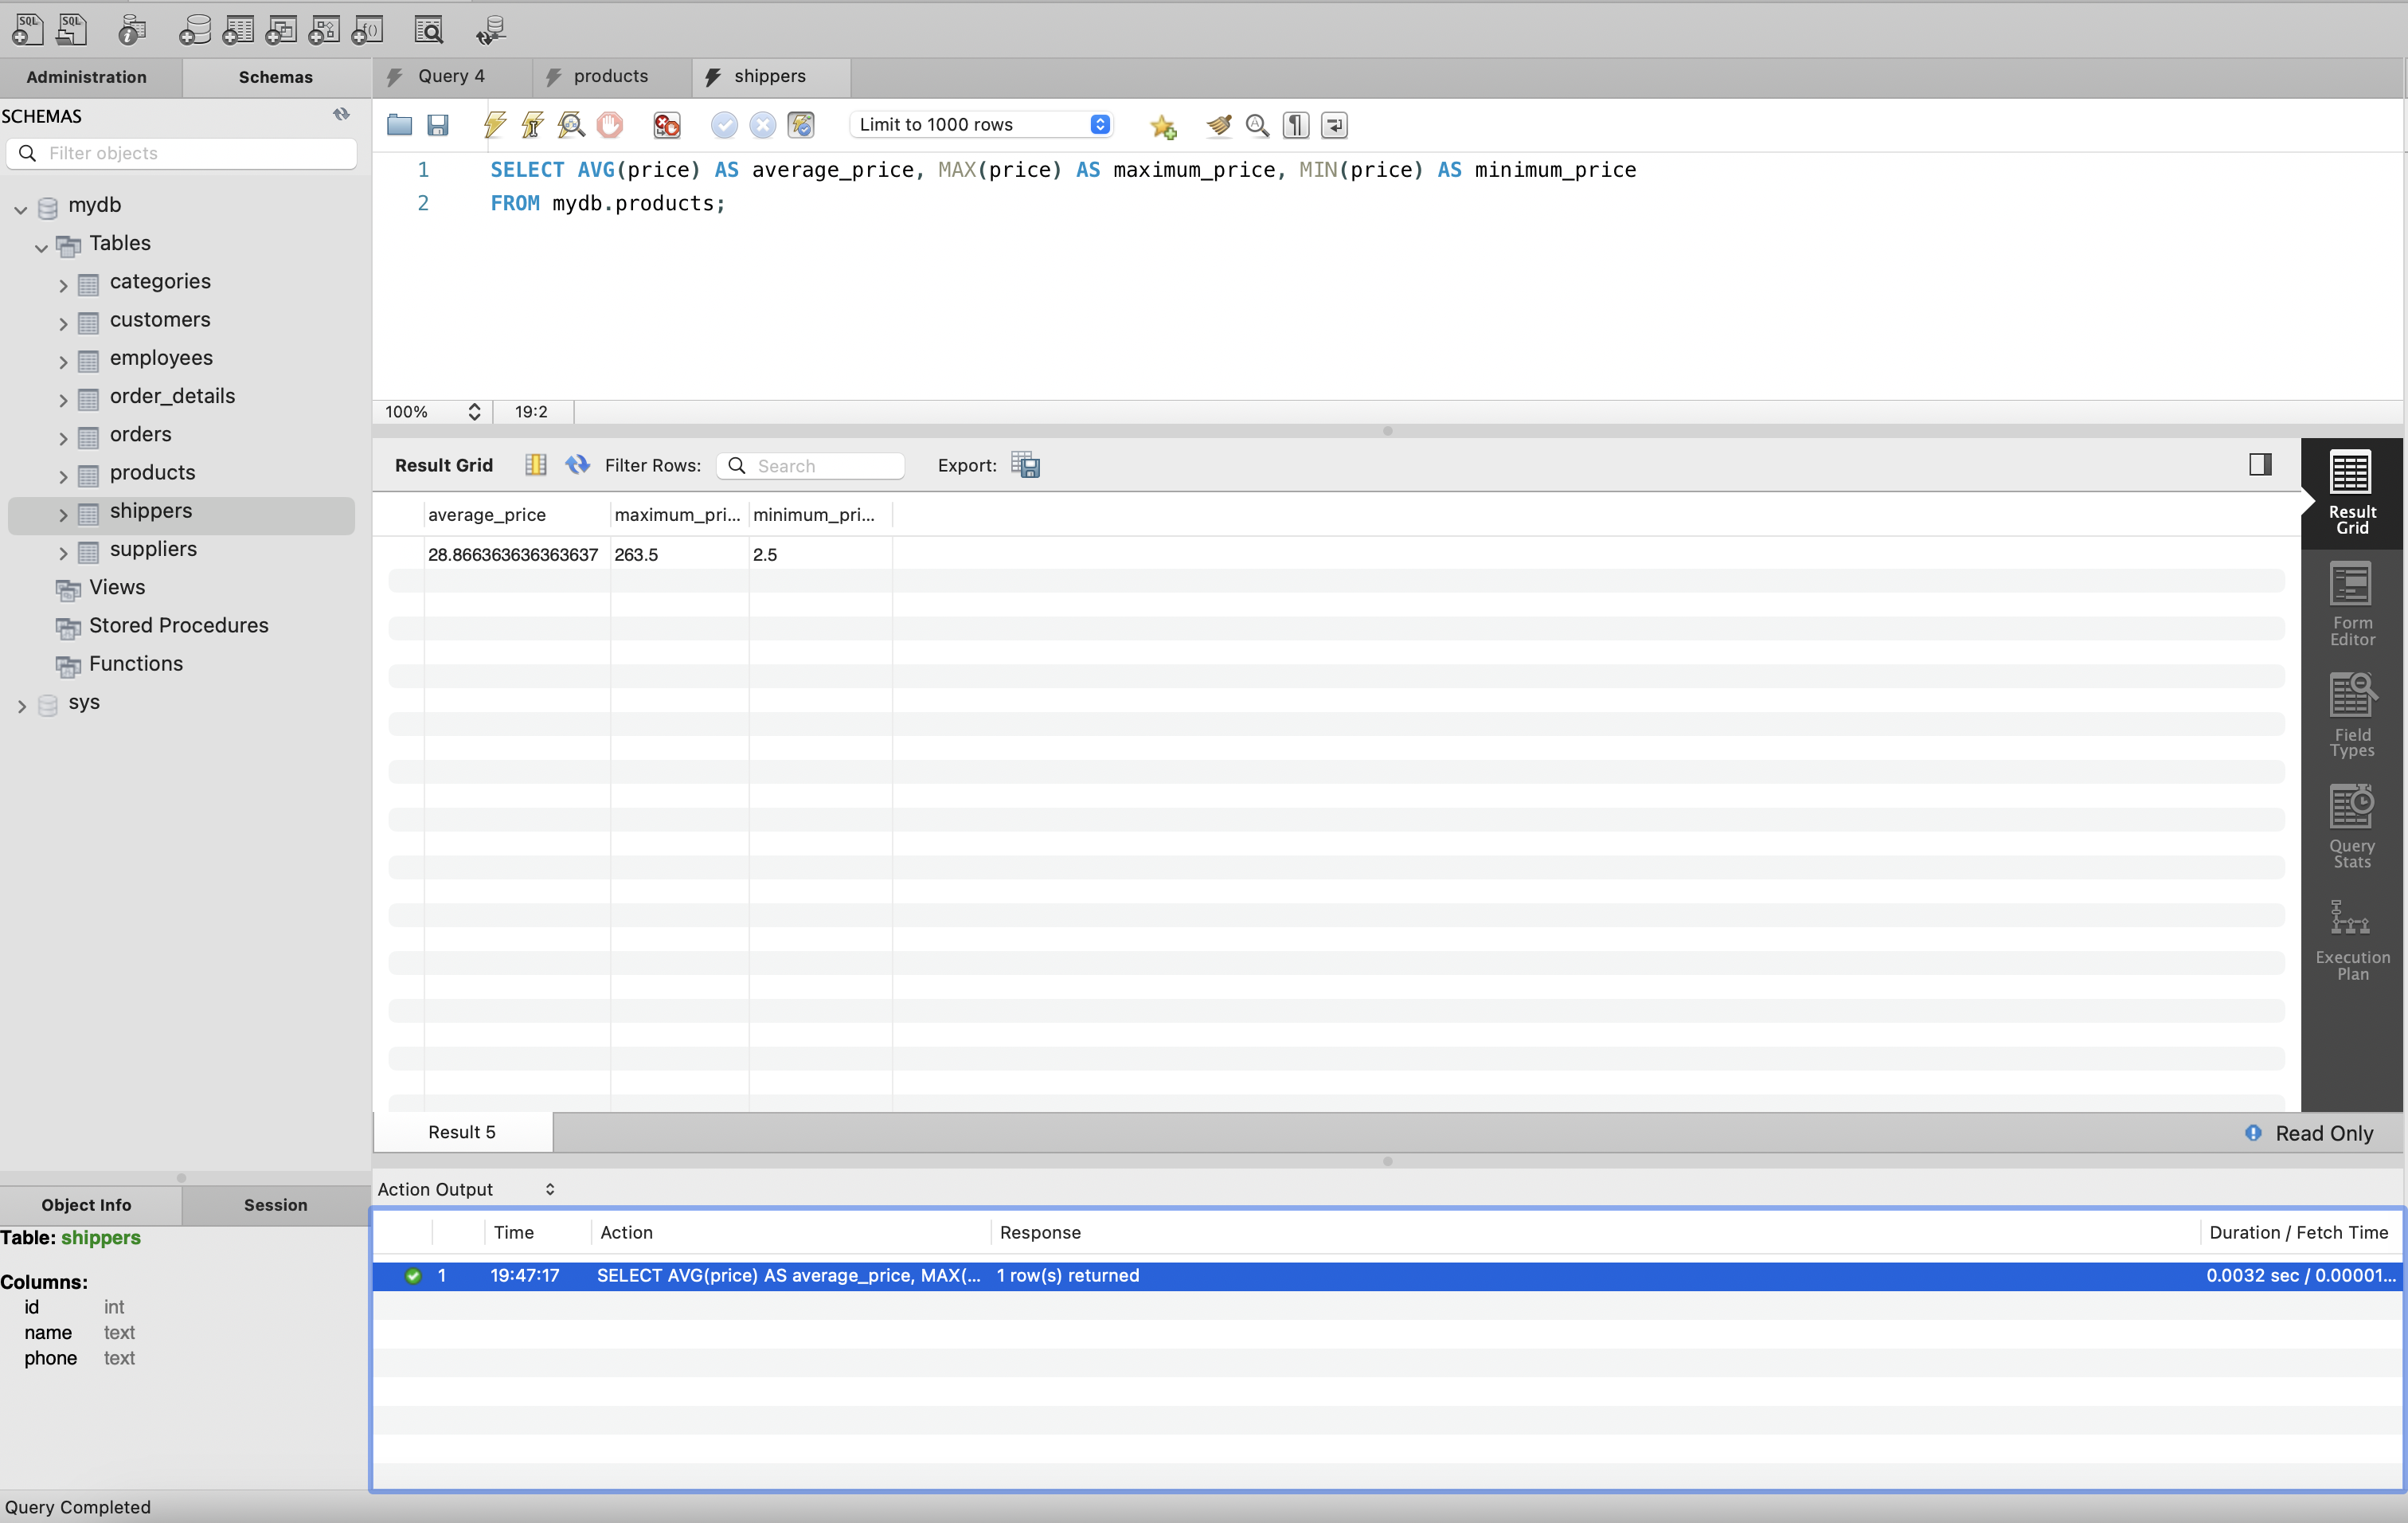 SQL
SQL
Administration
Schemas
Query 4
products
shippers
SCHEMAS
Filter objects
Limit to 1000 rows
mydb
Tables
categories
customers
employees
order_details
orders
products
shippers
suppliers
Views
Stored Procedures
Functions
sys
1 SELECT AVG(price) AS average_price, MAX(price) AS maximum_price, MIN(price) AS minimum_price
2 FROM mydb.products;
100% 19:2
Result Grid
Filter Rows:
Search
Export:
average_price maximum_pri... minimum_pri...
28.866363636363637 263.5 2.5
Result
Grid
Form
Editor
Field
Types
Query
Stats
Execution
Plan
Result 5
Read Only
Object Info
Session
Table: shippers
Columns:
id int
name text
phone text
Action Output
Time Action Response Duration / Fetch Time
1 19:47:17 SELECT AVG(price) AS average_price, MAX(... 1 row(s) returned 0.0032 sec / 0.00001...
Query Completed